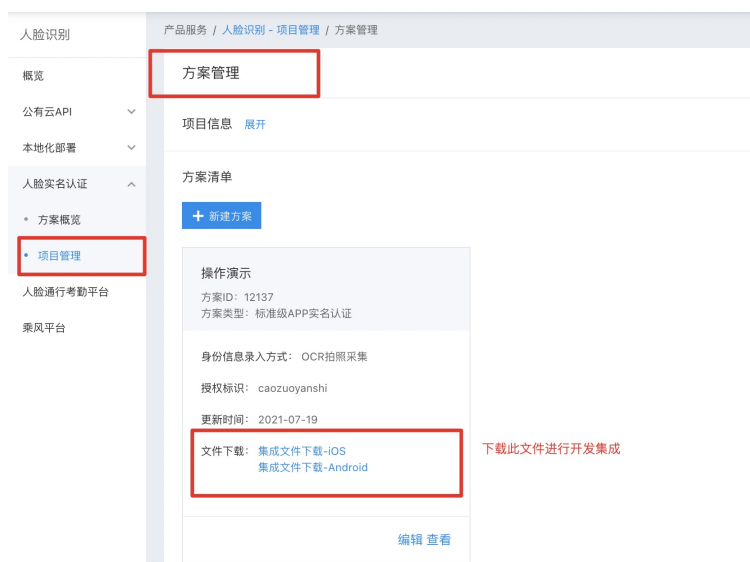 人脸识别
产品服务 / 人脸识别 - 项目管理 / 方案管理
概览
公有云API
本地化部署
人脸实名认证
方案概览
项目管理
人脸通行考勤平台
乘风平台
方案管理
项目信息 展开
方案清单
+ 新建方案
操作演示
方案ID: 12137
方案类型: 标准级APP实名认证
身份信息录入方式: OCR拍照采集
授权标识: caozuoyanshi
更新时间: 2021-07-19
文件下载: 集成文件下载-iOS
集成文件下载-Android
下载此文件进行开发集成
编辑 查看